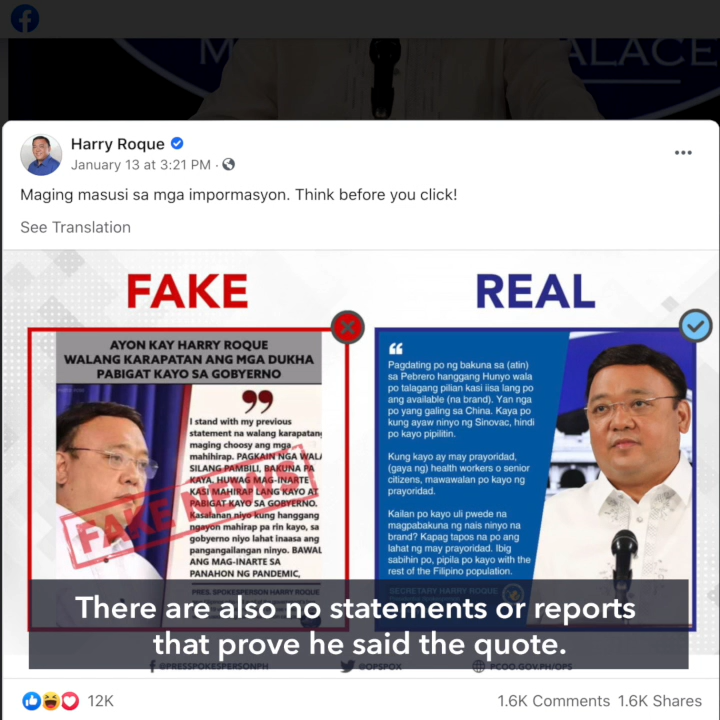 M ALACE
Harry Roque
January 13 at 3:21 PM ·
Maging masusi sa mga impormasyon. Think before you click!
See Translation
FAKE
REAL
AYON KAY HARRY ROQUE
WALANG KARAPATAN ANG MGA DUKHA
PABIGAT KAYO SA GOBYERNO
I stand with my previous
statement na walang karapatan
maging choosy ang mga
mahihirap. PAGKAIN NGA WALA
SILANG PAMBILI, BAKUNA PA
KAYA. HUWAG MAG-INARTE
KASI MAHIRAP LANG KAYO AT
PABIGAT KAYO SA GOBYERNO.
Kasalanan niyo kung hanggang
ngayon mahirap pa rin kayo, sa
gobyerno niyo lahat inaasa ang
pangangailangan ninyo. BAWAL
ANG MAG-INARTE SA
PANAHON NG PANDEMIC,
PRES. SPOKESPERSON HARRY ROQUE
FAKE NEWS
Pagdating po ng bakuna sa (atin)
sa Pebrero hanggang Hunyo wala
po talagang pilian kasi iisa lang po
ang available (na brand). Yan nga
po yang galing sa China. Kaya po
kung ayaw ninyo ng Sinovac, hindi
po kayo pipilitin.
Kung kayo ay may prayoridad,
(gaya ng) health workers o senior
citizens, mawawalan po kayo ng
prayoridad.
Kailan po kayo uli pwede na
magpabakuna ng nais ninyo na
brand? Kapag tapos na po ang
lahat ng may prayoridad. Ibig
sabihin po, pipila po kayo with the
rest of the Filipino population.
SECRETARY HARRY ROQUE
There are also no statements or reports
that prove he said the quote.
@PRESSPOKESPERSONPH @OPSPOX PCOO.GOV.PH/OPS
12K 1.6K Comments 1.6K Shares